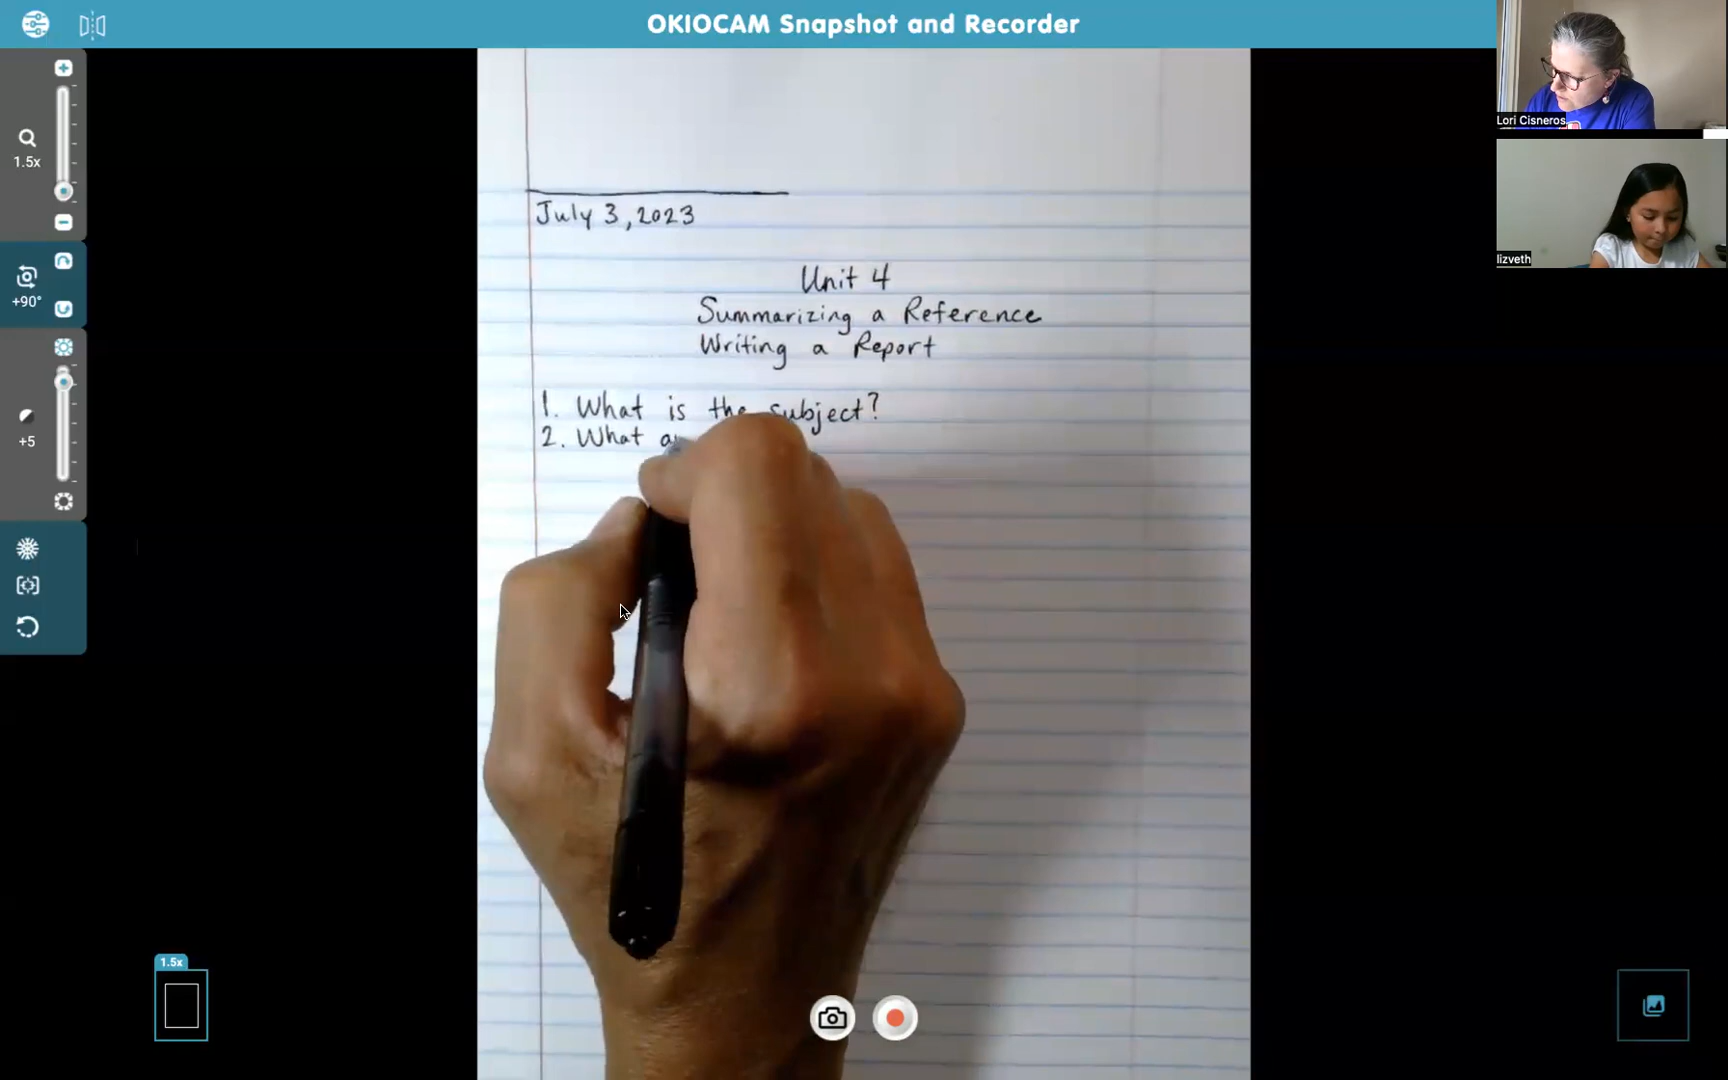 OKIOCAM Snapshot and Recorder
Lori Cisneros
lizveth
1.5x
+90°
+5
July 3, 2023
Unit 4
Summarizing a Reference
Writing a Report
1. What is the subject?
2. What
1.5x